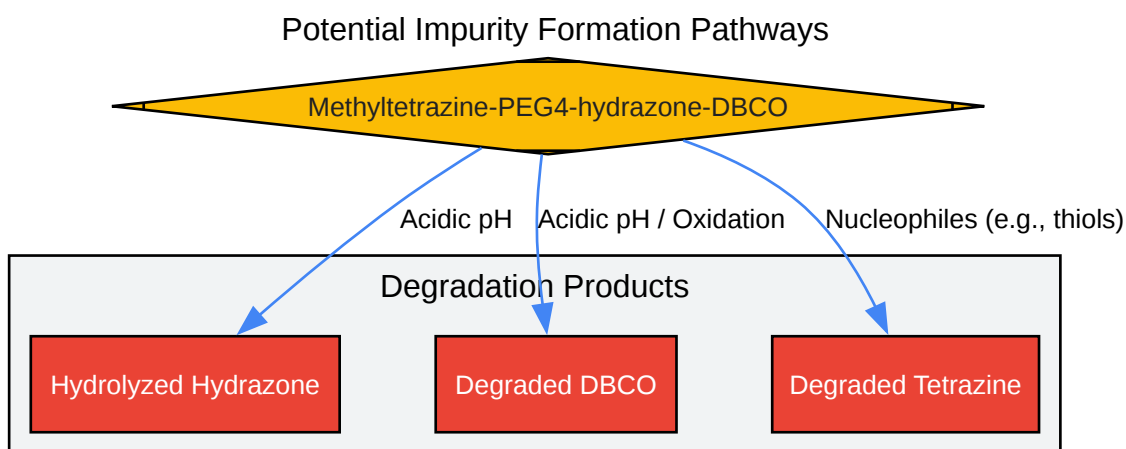 Potential Impurity Formation Pathways
Methyltetrazine-PEG4-hydrazone-DBCO
Acidic pH
Acidic pH / Oxidation
Nucleophiles (e.g., thiols)
Degradation Products
Hydrolyzed Hydrazone
Degraded DBCO
Degraded Tetrazine